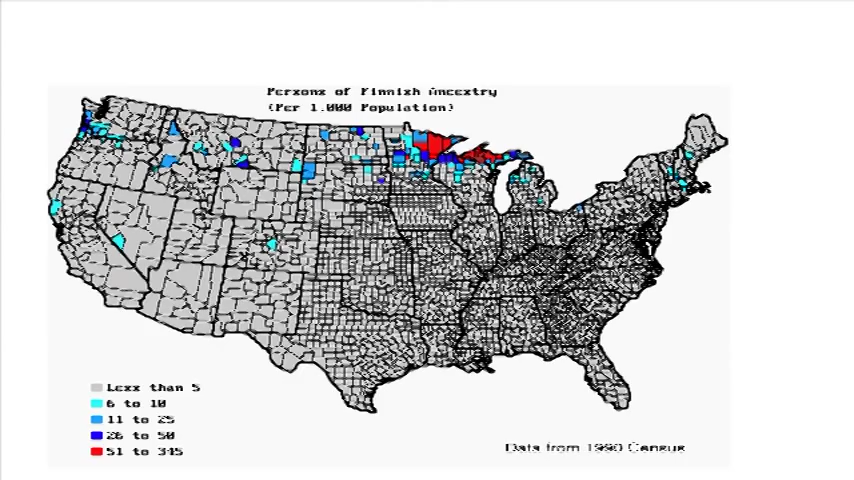 Persons of Finnish Ancestry
(Per 1,000 Population)
Less than 5
6 to 10
11 to 25
26 to 50
51 to 345
Data from 1990 Census